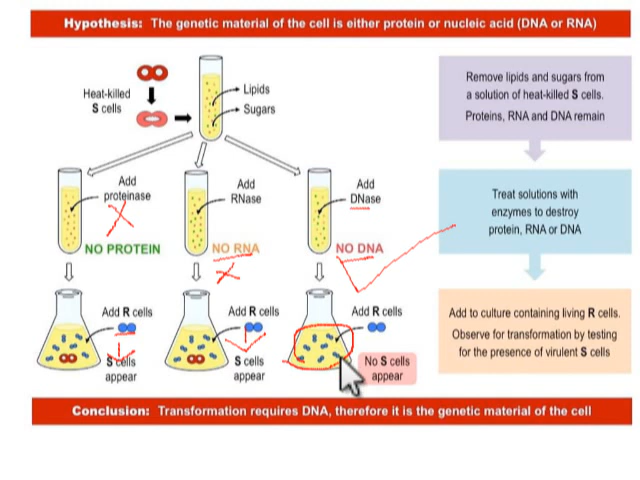 Hypothesis: The genetic material of the cell is either protein or nucleic acid (DNA or RNA)
Heat-killed
S cells
Lipids
Sugars
Remove lipids and sugars from
a solution of heat-killed S cells.
Proteins, RNA and DNA remain
Add
proteinase
NO PROTEIN
Add
RNase
NO RNA
Add
DNase
NO DNA
Treat solutions with
enzymes to destroy
protein, RNA or DNA
Add R cells
S cells
appear
Add R cells
S cells
appear
Add R cells
No S cells
appear
Add to culture containing living R cells.
Observe for transformation by testing
for the presence of virulent S cells
Conclusion: Transformation requires DNA, therefore it is the genetic material of the cell